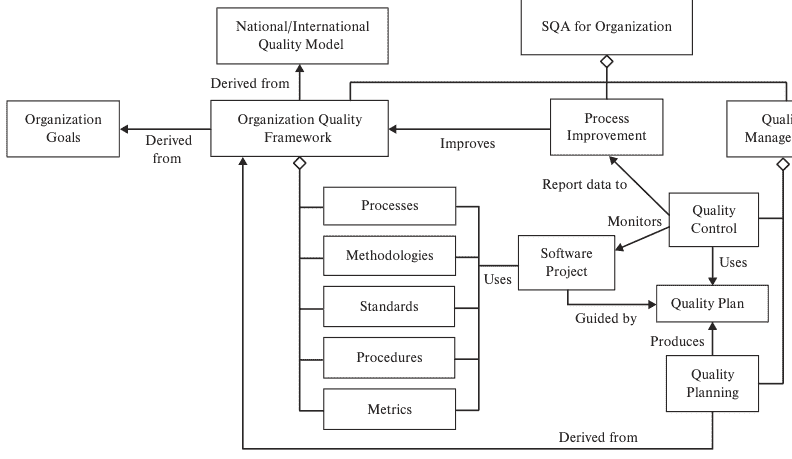 National/International
Quality Model
SQA for Organization
Derived from
Organization
Goals
Derived
from
Organization Quality
Framework
Improves
Process
Improvement
Report data to
Processes
Methodologies
Standards
Procedures
Metrics
Uses
Software
Project
Monitors
Quality
Control
Uses
Guided by
Quality Plan
Produces
Quality
Planning
Derived from